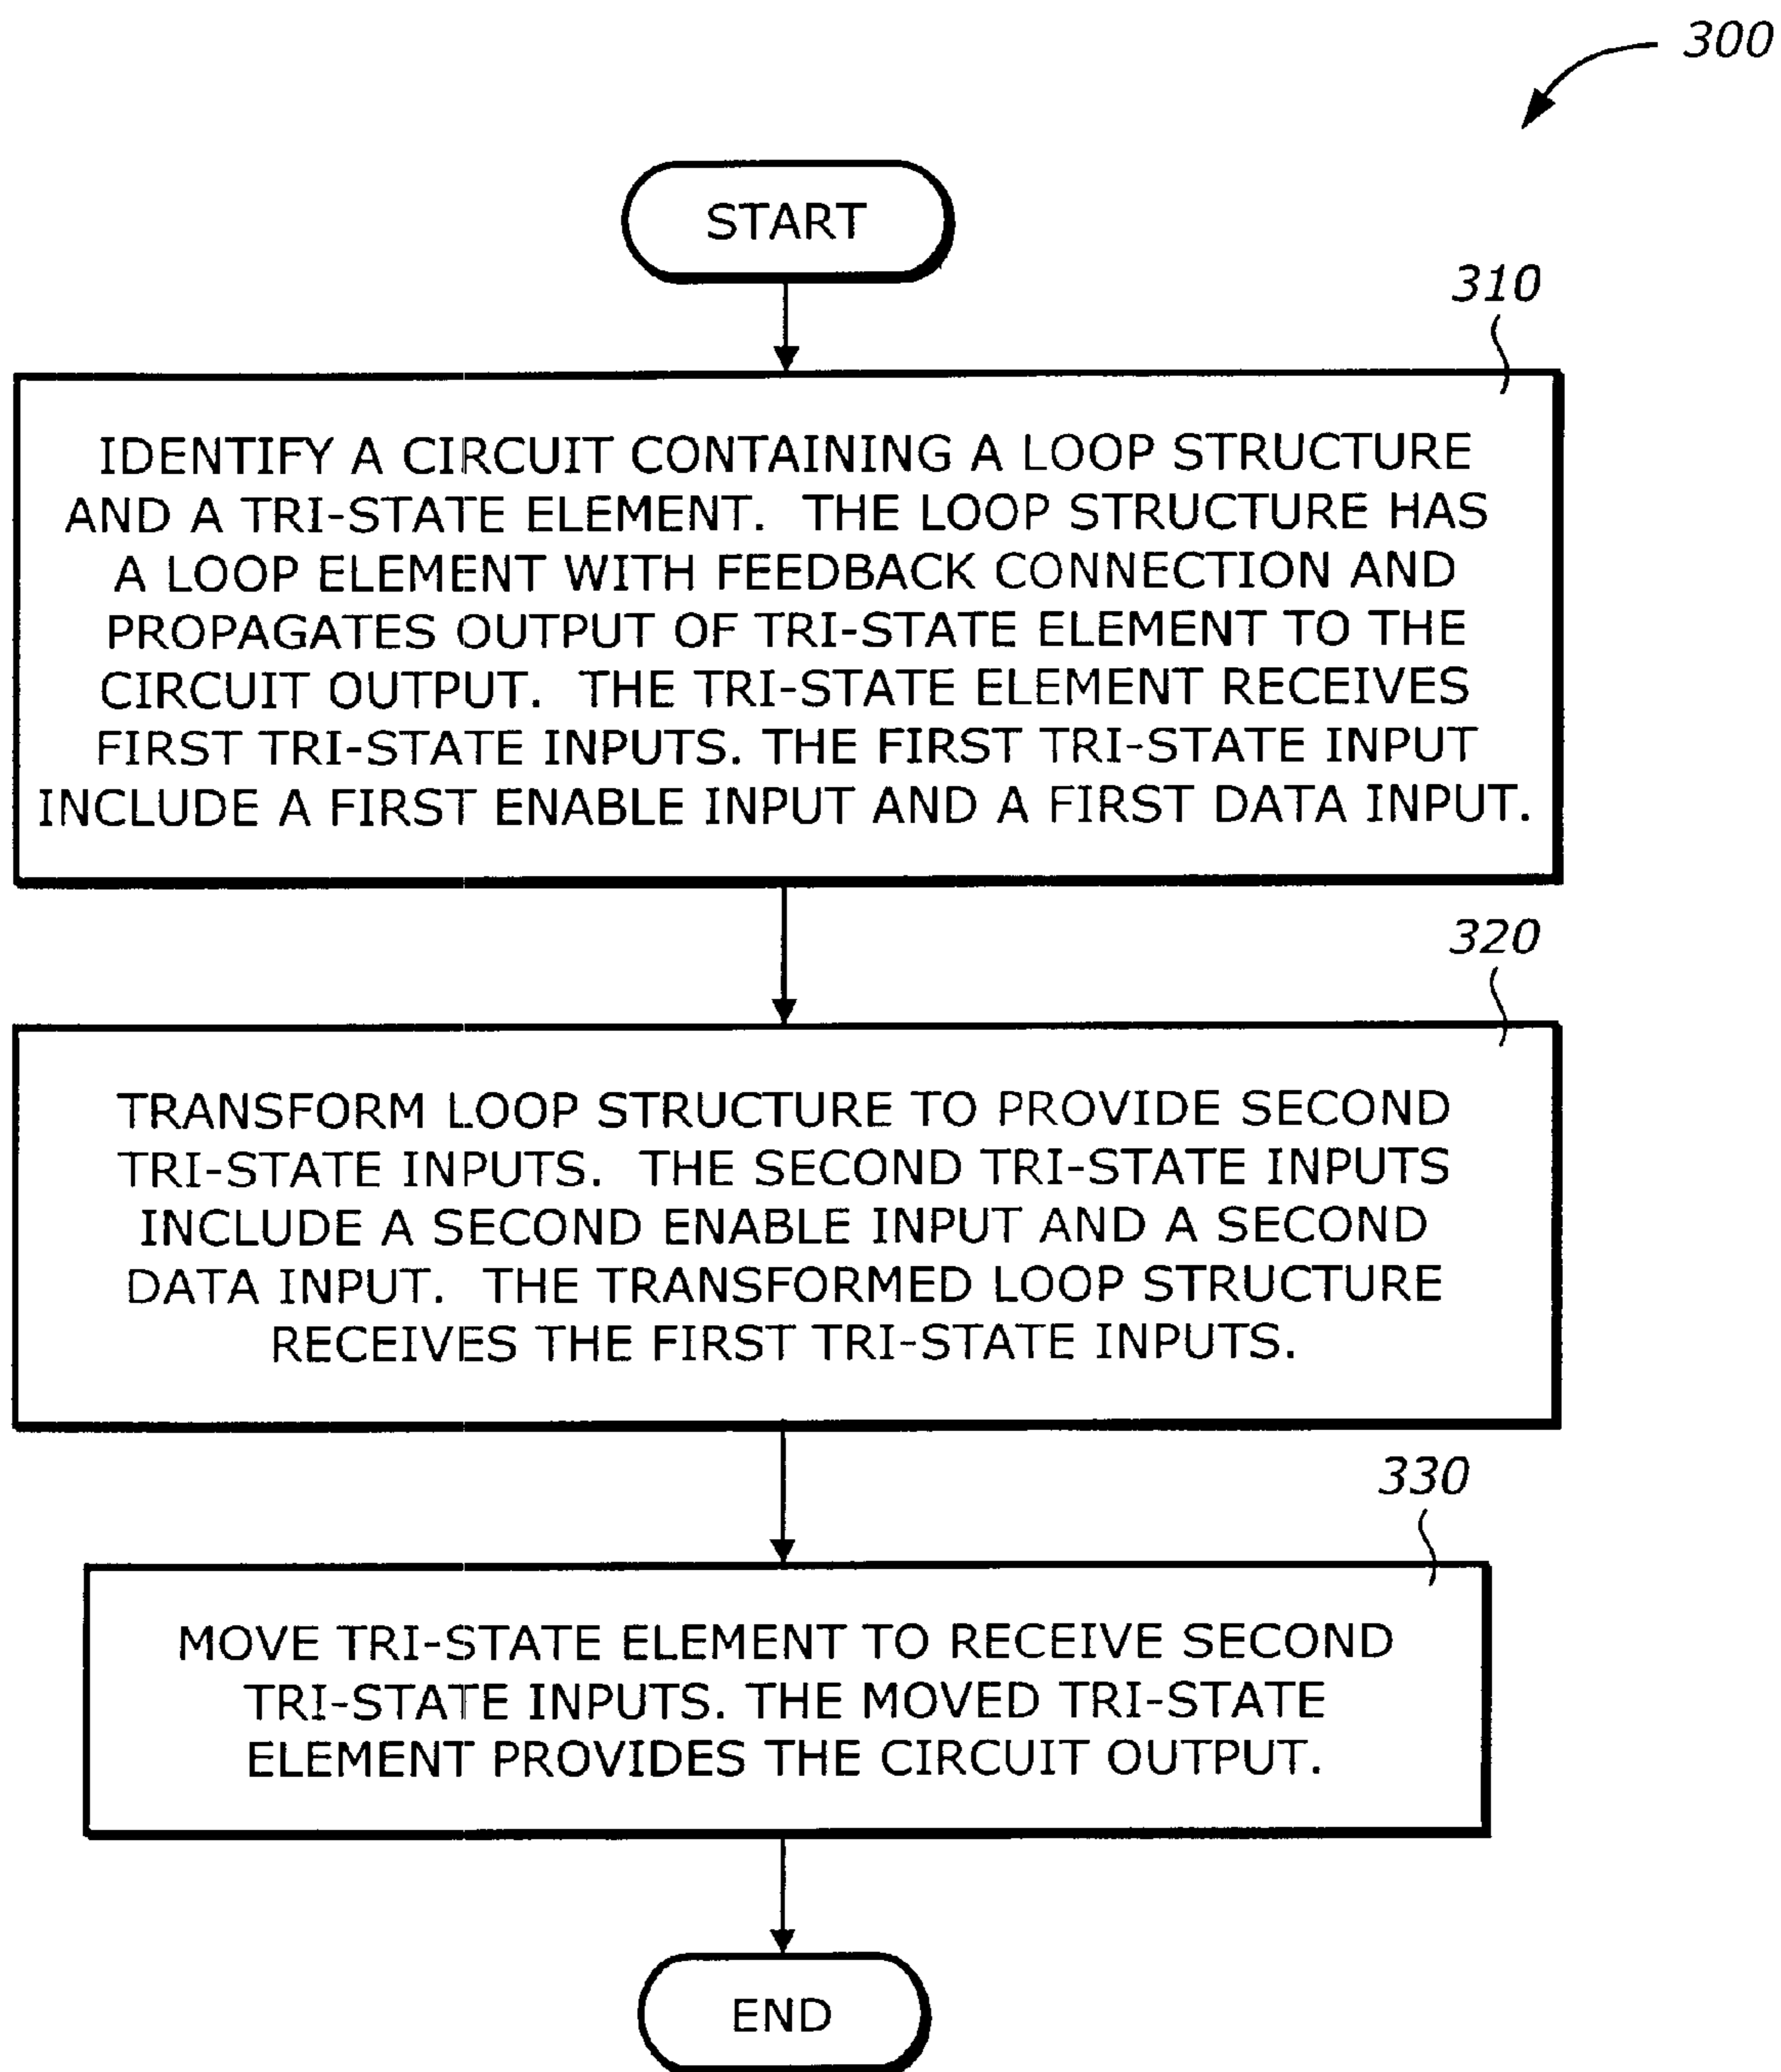 300
START
310
IDENTIFY A CIRCUIT CONTAINING A LOOP STRUCTURE
AND A TRI-STATE ELEMENT. THE LOOP STRUCTURE HAS
A LOOP ELEMENT WITH FEEDBACK CONNECTION AND
PROPAGATES OUTPUT OF TRI-STATE ELEMENT TO THE
CIRCUIT OUTPUT. THE TRI-STATE ELEMENT RECEIVES
FIRST TRI-STATE INPUTS. THE FIRST TRI-STATE INPUT
INCLUDE A FIRST ENABLE INPUT AND A FIRST DATA INPUT.
320
TRANSFORM LOOP STRUCTURE TO PROVIDE SECOND
TRI-STATE INPUTS. THE SECOND TRI-STATE INPUTS
INCLUDE A SECOND ENABLE INPUT AND A SECOND
DATA INPUT. THE TRANSFORMED LOOP STRUCTURE
RECEIVES THE FIRST TRI-STATE INPUTS.
330
MOVE TRI-STATE ELEMENT TO RECEIVE SECOND
TRI-STATE INPUTS. THE MOVED TRI-STATE
ELEMENT PROVIDES THE CIRCUIT OUTPUT.
END